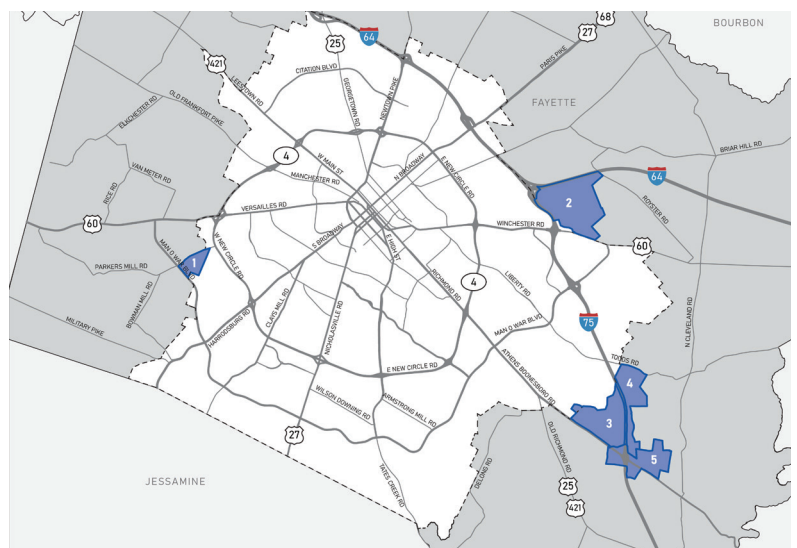 BOURBON
68
27
64
25
421
CITATION BLVD
LEESTOWN RD
GEORGETOWN RD
NEWTOWN PIKE
PARIS PIKE
OLD FRANKFORT PIKE
ELKCHESTER RD
FAYETTE
4
W MAIN ST
N BROADWAY
E NEW CIRCLE RD
BRIAR HILL RD
VAN METER RD
RICE RD
MANCHESTER RD
64
ROYSTER RD
2
60
VERSAILLES RD
S BROADWAY
E HIGH ST
WINCHESTER RD
60
MAN O WAR BLVD
1
W NEW CIRCLE RD
PARKERS MILL RD
BOWMAN MILL RD
RICHMOND RD
4
LIBERTY RD
N CLEVELAND RD
MILITARY PIKE
HARRODSBURG RD
CLAYS MILL RD
NICHOLASVILLE RD
MAN O WAR BLVD
75
E NEW CIRCLE RD
ATHENS BOONESBORO RD
TODDS RD
4
WILSON DOWNING RD
ARMSTRONG MILL RD
3
27
5
JESSAMINE
TATES CREEK RD
DELONG RD
OLD RICHMOND RD
25
421